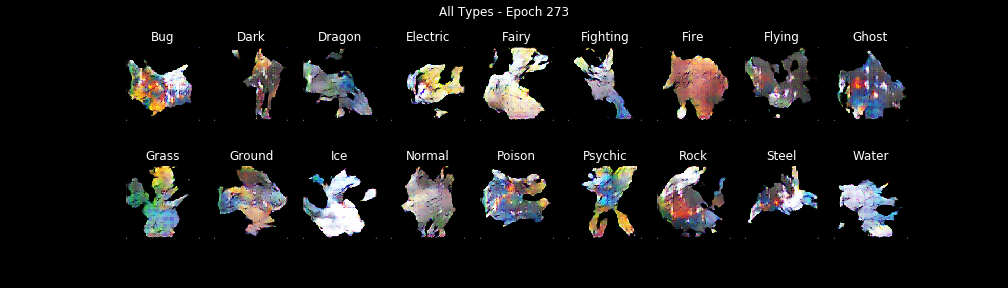 All Types - Epoch 273
Bug Dark Dragon Electric Fairy Fighting Fire Flying Ghost
Grass Ground Ice Normal Poison Psychic Rock Steel Water